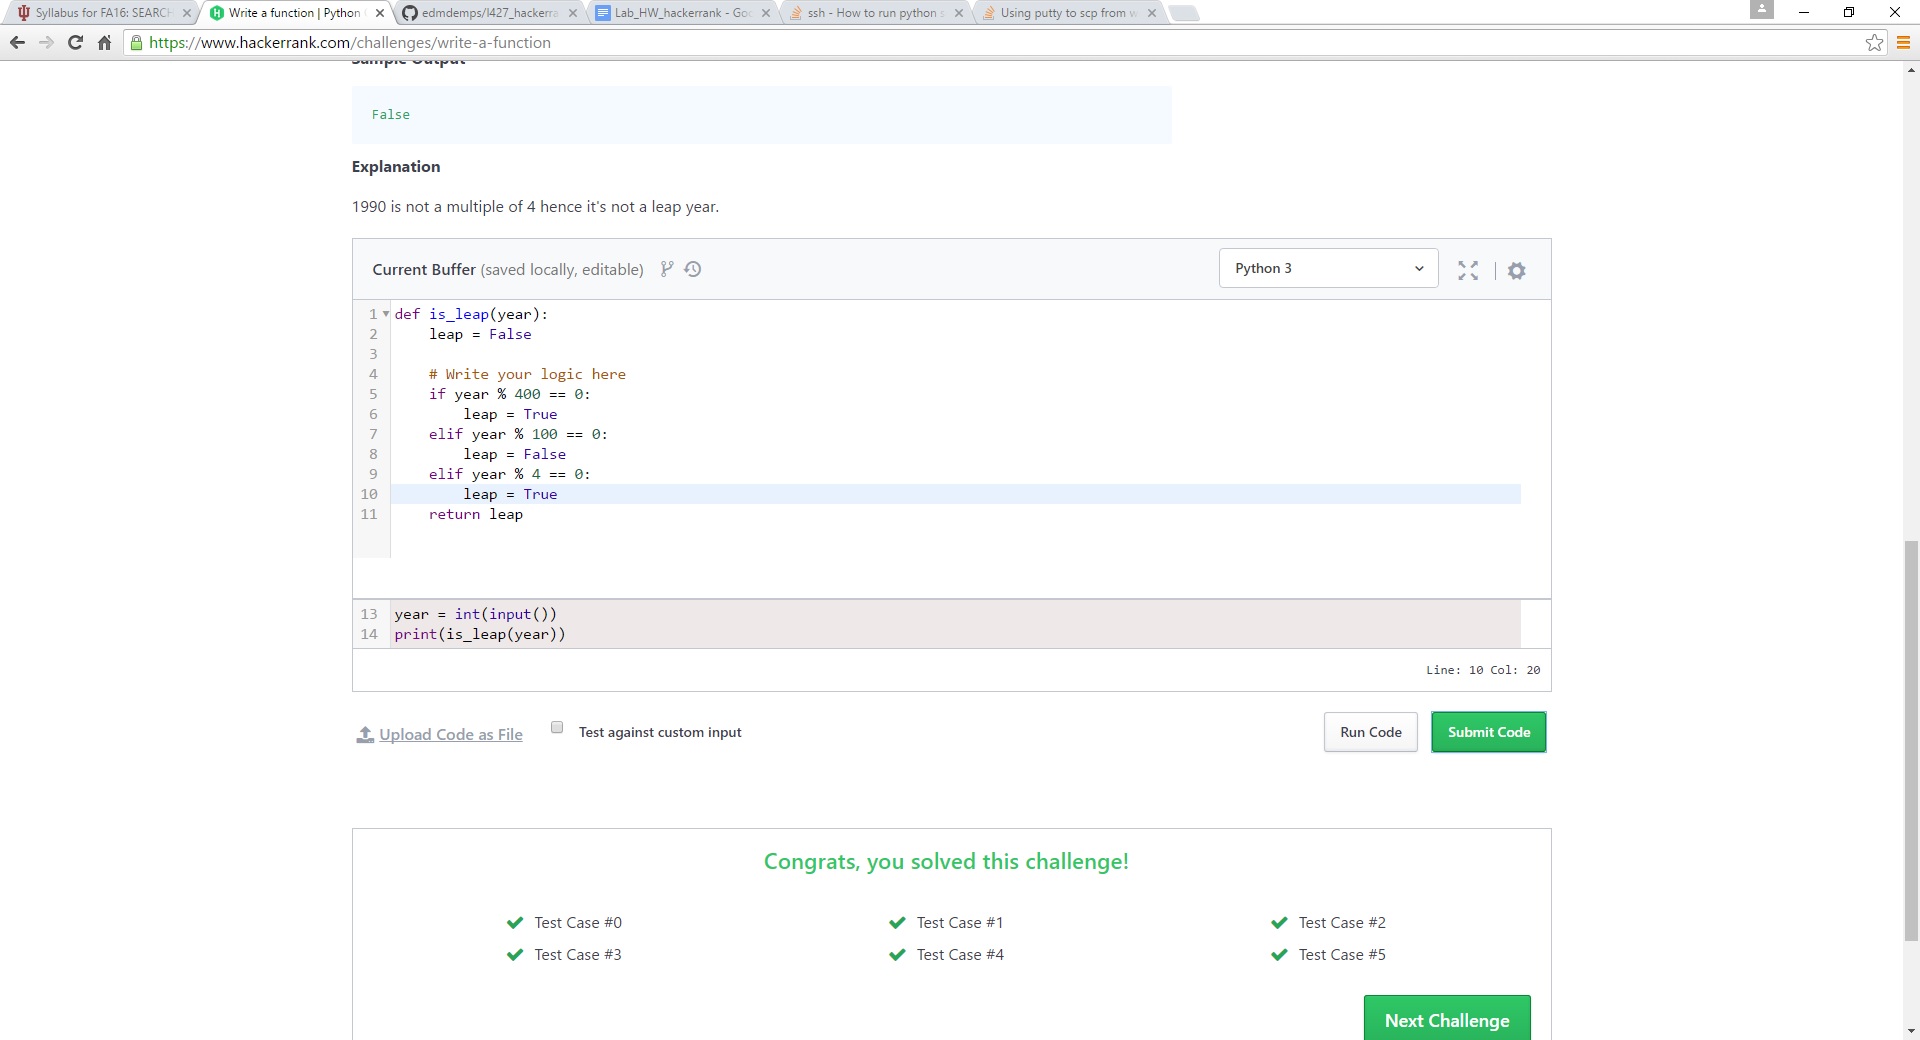 Syllabus for FA16: SEARCH
Write a function | Python
edmdemps/I427_hackerra
Lab_HW_hackerrank - Goo
ssh - How to run python s
Using putty to scp from w
https://www.hackerrank.com/challenges/write-a-function
Sample Output
False
Explanation
1990 is not a multiple of 4 hence it's not a leap year.
Current Buffer (saved locally, editable)
Python 3
1 def is_leap(year):
2     leap = False
3
4     # Write your logic here
5     if year % 400 == 0:
6         leap = True
7     elif year % 100 == 0:
8         leap = False
9     elif year % 4 == 0:
10         leap = True
11     return leap
13 year = int(input())
14 print(is_leap(year))
Line: 10 Col: 20
Upload Code as File
Test against custom input
Run Code
Submit Code
Congrats, you solved this challenge!
Test Case #0
Test Case #1
Test Case #2
Test Case #3
Test Case #4
Test Case #5
Next Challenge